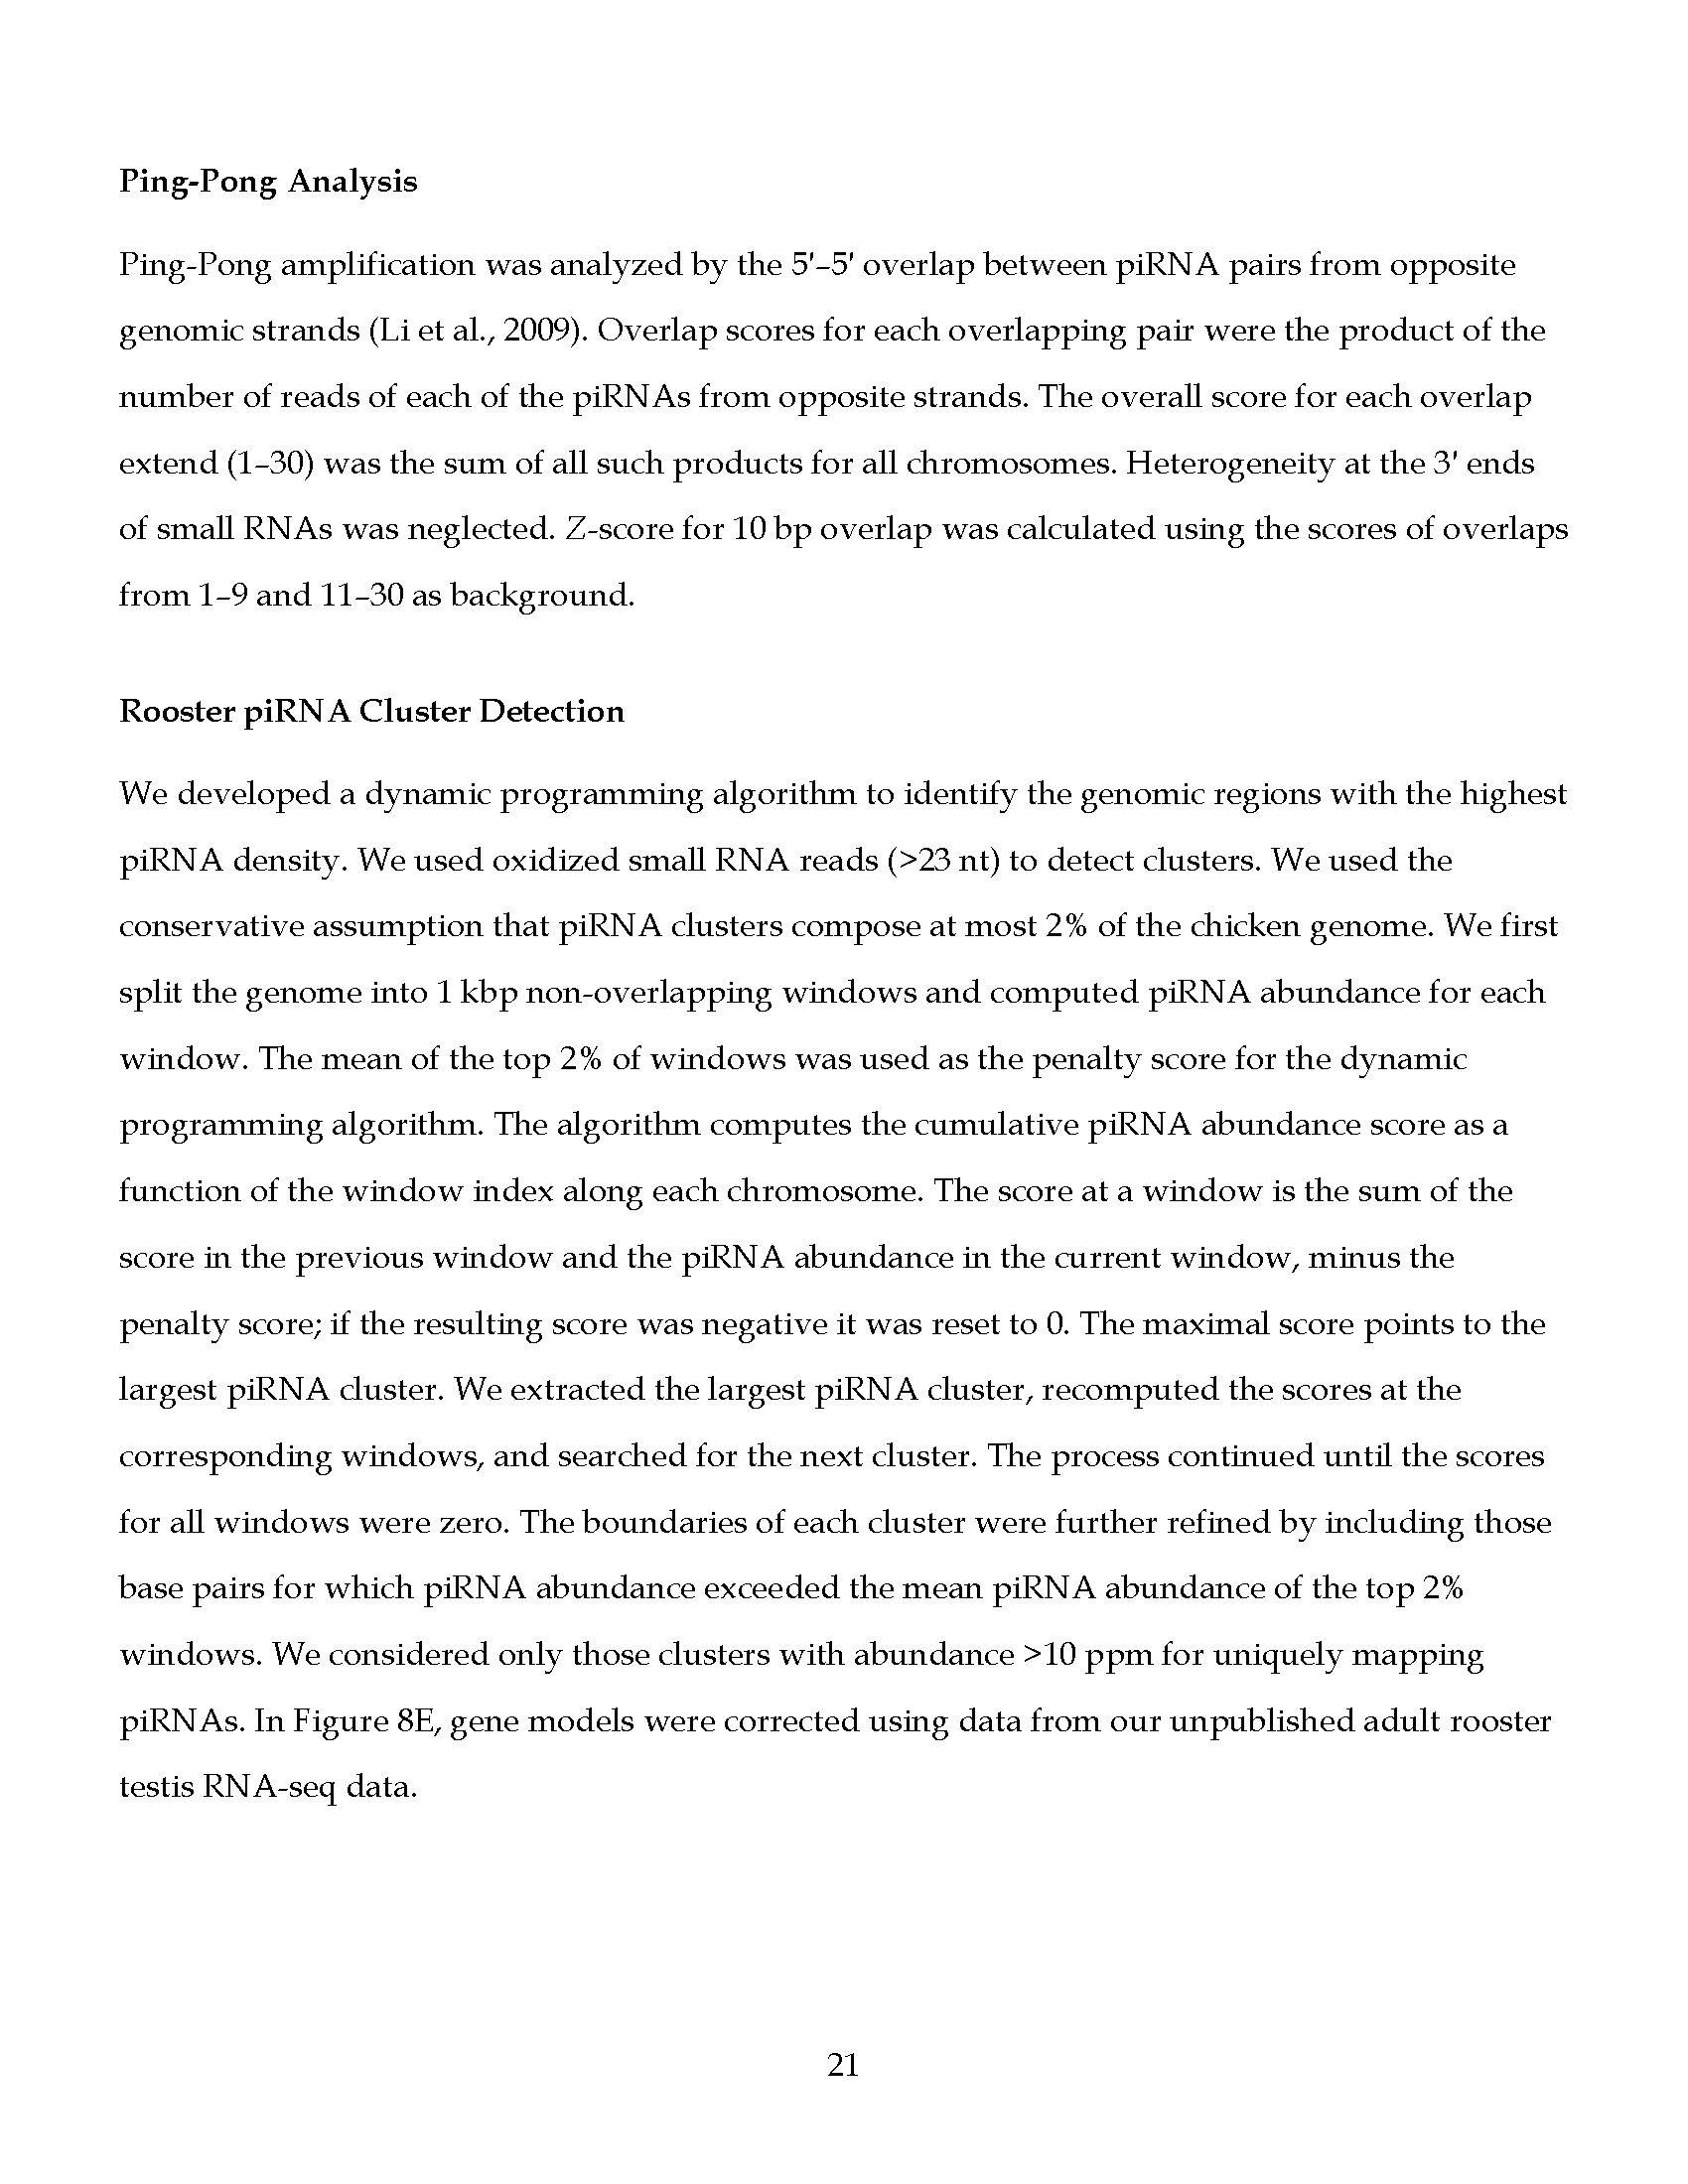 Ping-Pong Analysis
Ping-Pong amplification was analyzed by the 5′–5′ overlap between piRNA pairs from opposite
genomic strands (Li et al., 2009). Overlap scores for each overlapping pair were the product of the
number of reads of each of the piRNAs from opposite strands. The overall score for each overlap
extend (1–30) was the sum of all such products for all chromosomes. Heterogeneity at the 3′ ends
of small RNAs was neglected. Z-score for 10 bp overlap was calculated using the scores of overlaps
from 1–9 and 11–30 as background.
Rooster piRNA Cluster Detection
We developed a dynamic programming algorithm to identify the genomic regions with the highest
piRNA density. We used oxidized small RNA reads (>23 nt) to detect clusters. We used the
conservative assumption that piRNA clusters compose at most 2% of the chicken genome. We first
split the genome into 1 kbp non-overlapping windows and computed piRNA abundance for each
window. The mean of the top 2% of windows was used as the penalty score for the dynamic
programming algorithm. The algorithm computes the cumulative piRNA abundance score as a
function of the window index along each chromosome. The score at a window is the sum of the
score in the previous window and the piRNA abundance in the current window, minus the
penalty score; if the resulting score was negative it was reset to 0. The maximal score points to the
largest piRNA cluster. We extracted the largest piRNA cluster, recomputed the scores at the
corresponding windows, and searched for the next cluster. The process continued until the scores
for all windows were zero. The boundaries of each cluster were further refined by including those
base pairs for which piRNA abundance exceeded the mean piRNA abundance of the top 2%
windows. We considered only those clusters with abundance >10 ppm for uniquely mapping
piRNAs. In Figure 8E, gene models were corrected using data from our unpublished adult rooster
testis RNA-seq data.
21